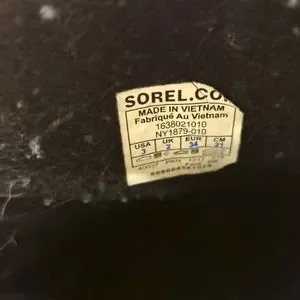 SOREL.CO
MADE IN VIETNAM
Fabriqué Au Vietnam
1638021010
NY1879-010
USA UK EUR CM
3 2 34 21